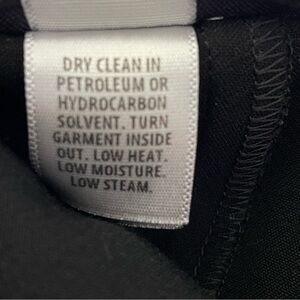 DRY CLEAN IN
PETROLEUM OR
HYDROCARBON
SOLVENT. TURN
GARMENT INSIDE
OUT. LOW HEAT.
LOW MOISTURE.
LOW STEAM.